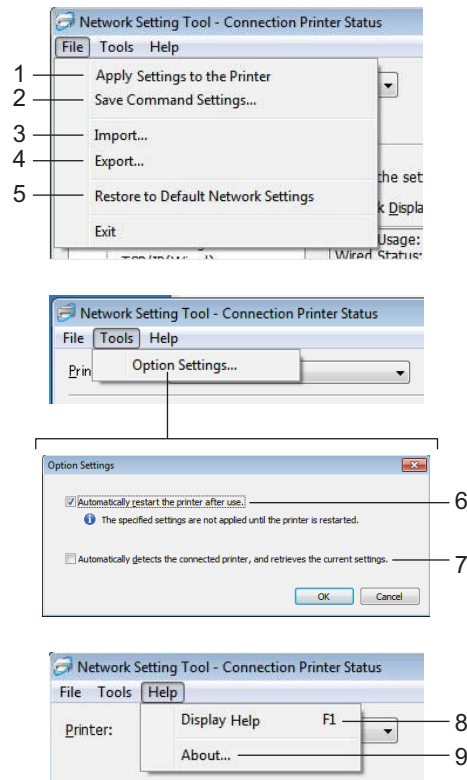 Network Setting Tool - Connection Printer Status
File Tools Help
1 Apply Settings to the Printer
2 Save Command Settings...
3 Import...
4 Export...
the set
5 Restore to Default Network Settings
k Displa
Exit
Usage:
TCP/IP(Wired)
Wired Status:
Network Setting Tool - Connection Printer Status
File Tools Help
Prin
Option Settings...
Option Settings
Automatically restart the printer after use. 6
The specified settings are not applied until the printer is restarted.
Automatically detects the connected printer, and retrieves the current settings. 7
OK Cancel
Network Setting Tool - Connection Printer Status
File Tools Help
Printer:
Display Help F1 8
About... 9